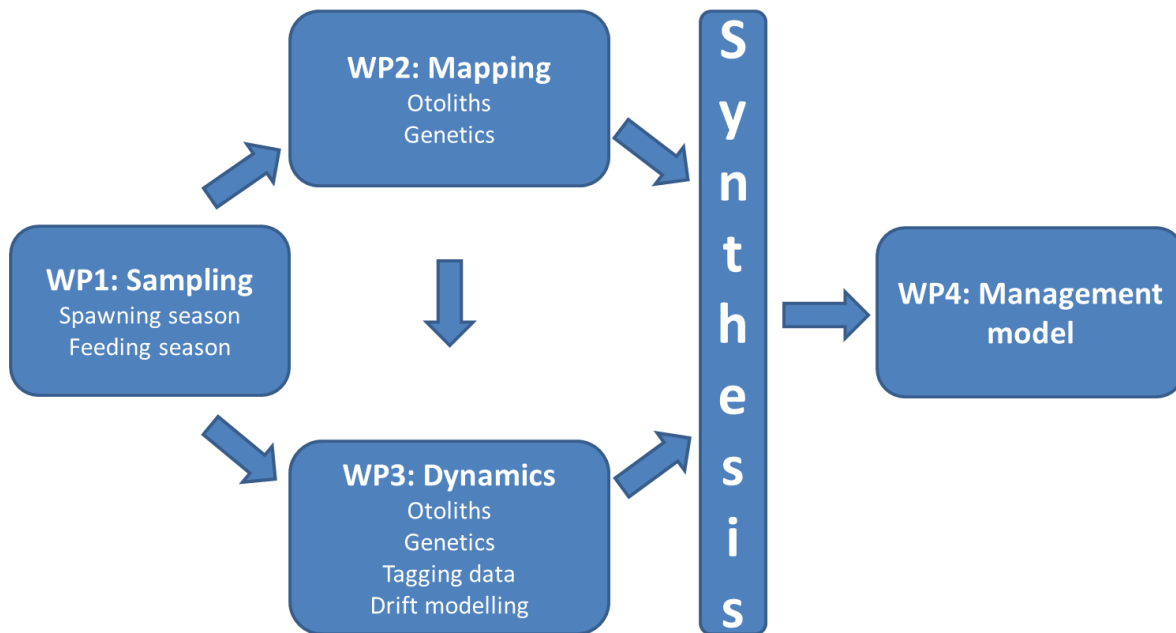 WP1: Sampling
Spawning season
Feeding season
WP2: Mapping
Otoliths
Genetics
WP3: Dynamics
Otoliths
Genetics
Tagging data
Drift modelling
Synthesis
WP4: Management
model